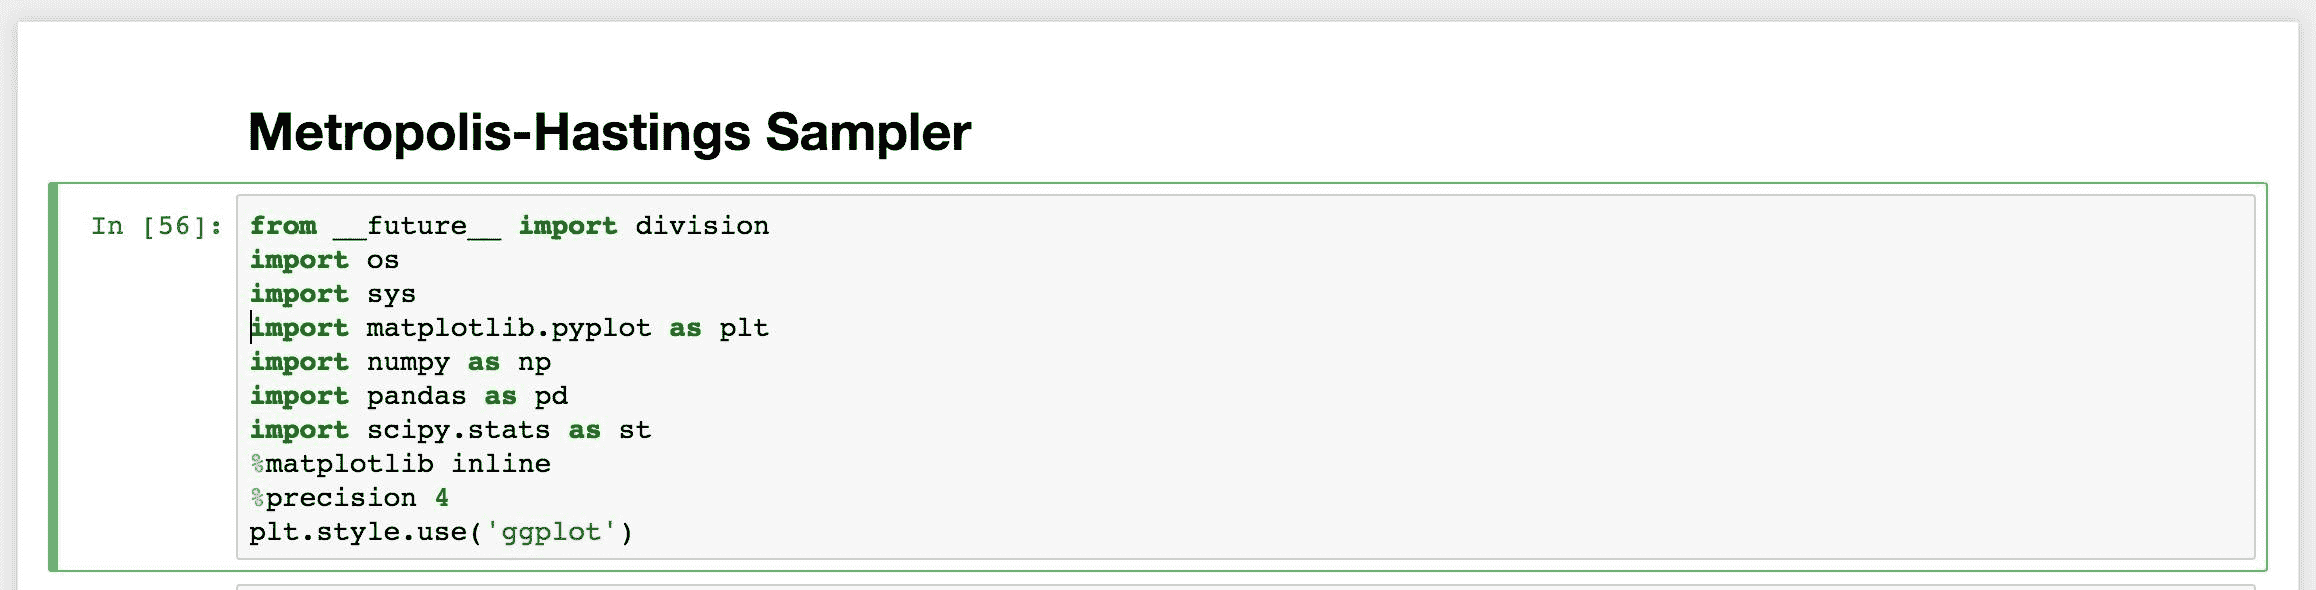 Metropolis-Hastings Sampler
In [56]:
from __future__ import division
import os
import sys
import matplotlib.pyplot as plt
import numpy as np
import pandas as pd
import scipy.stats as st
%matplotlib inline
%precision 4
plt.style.use('ggplot')